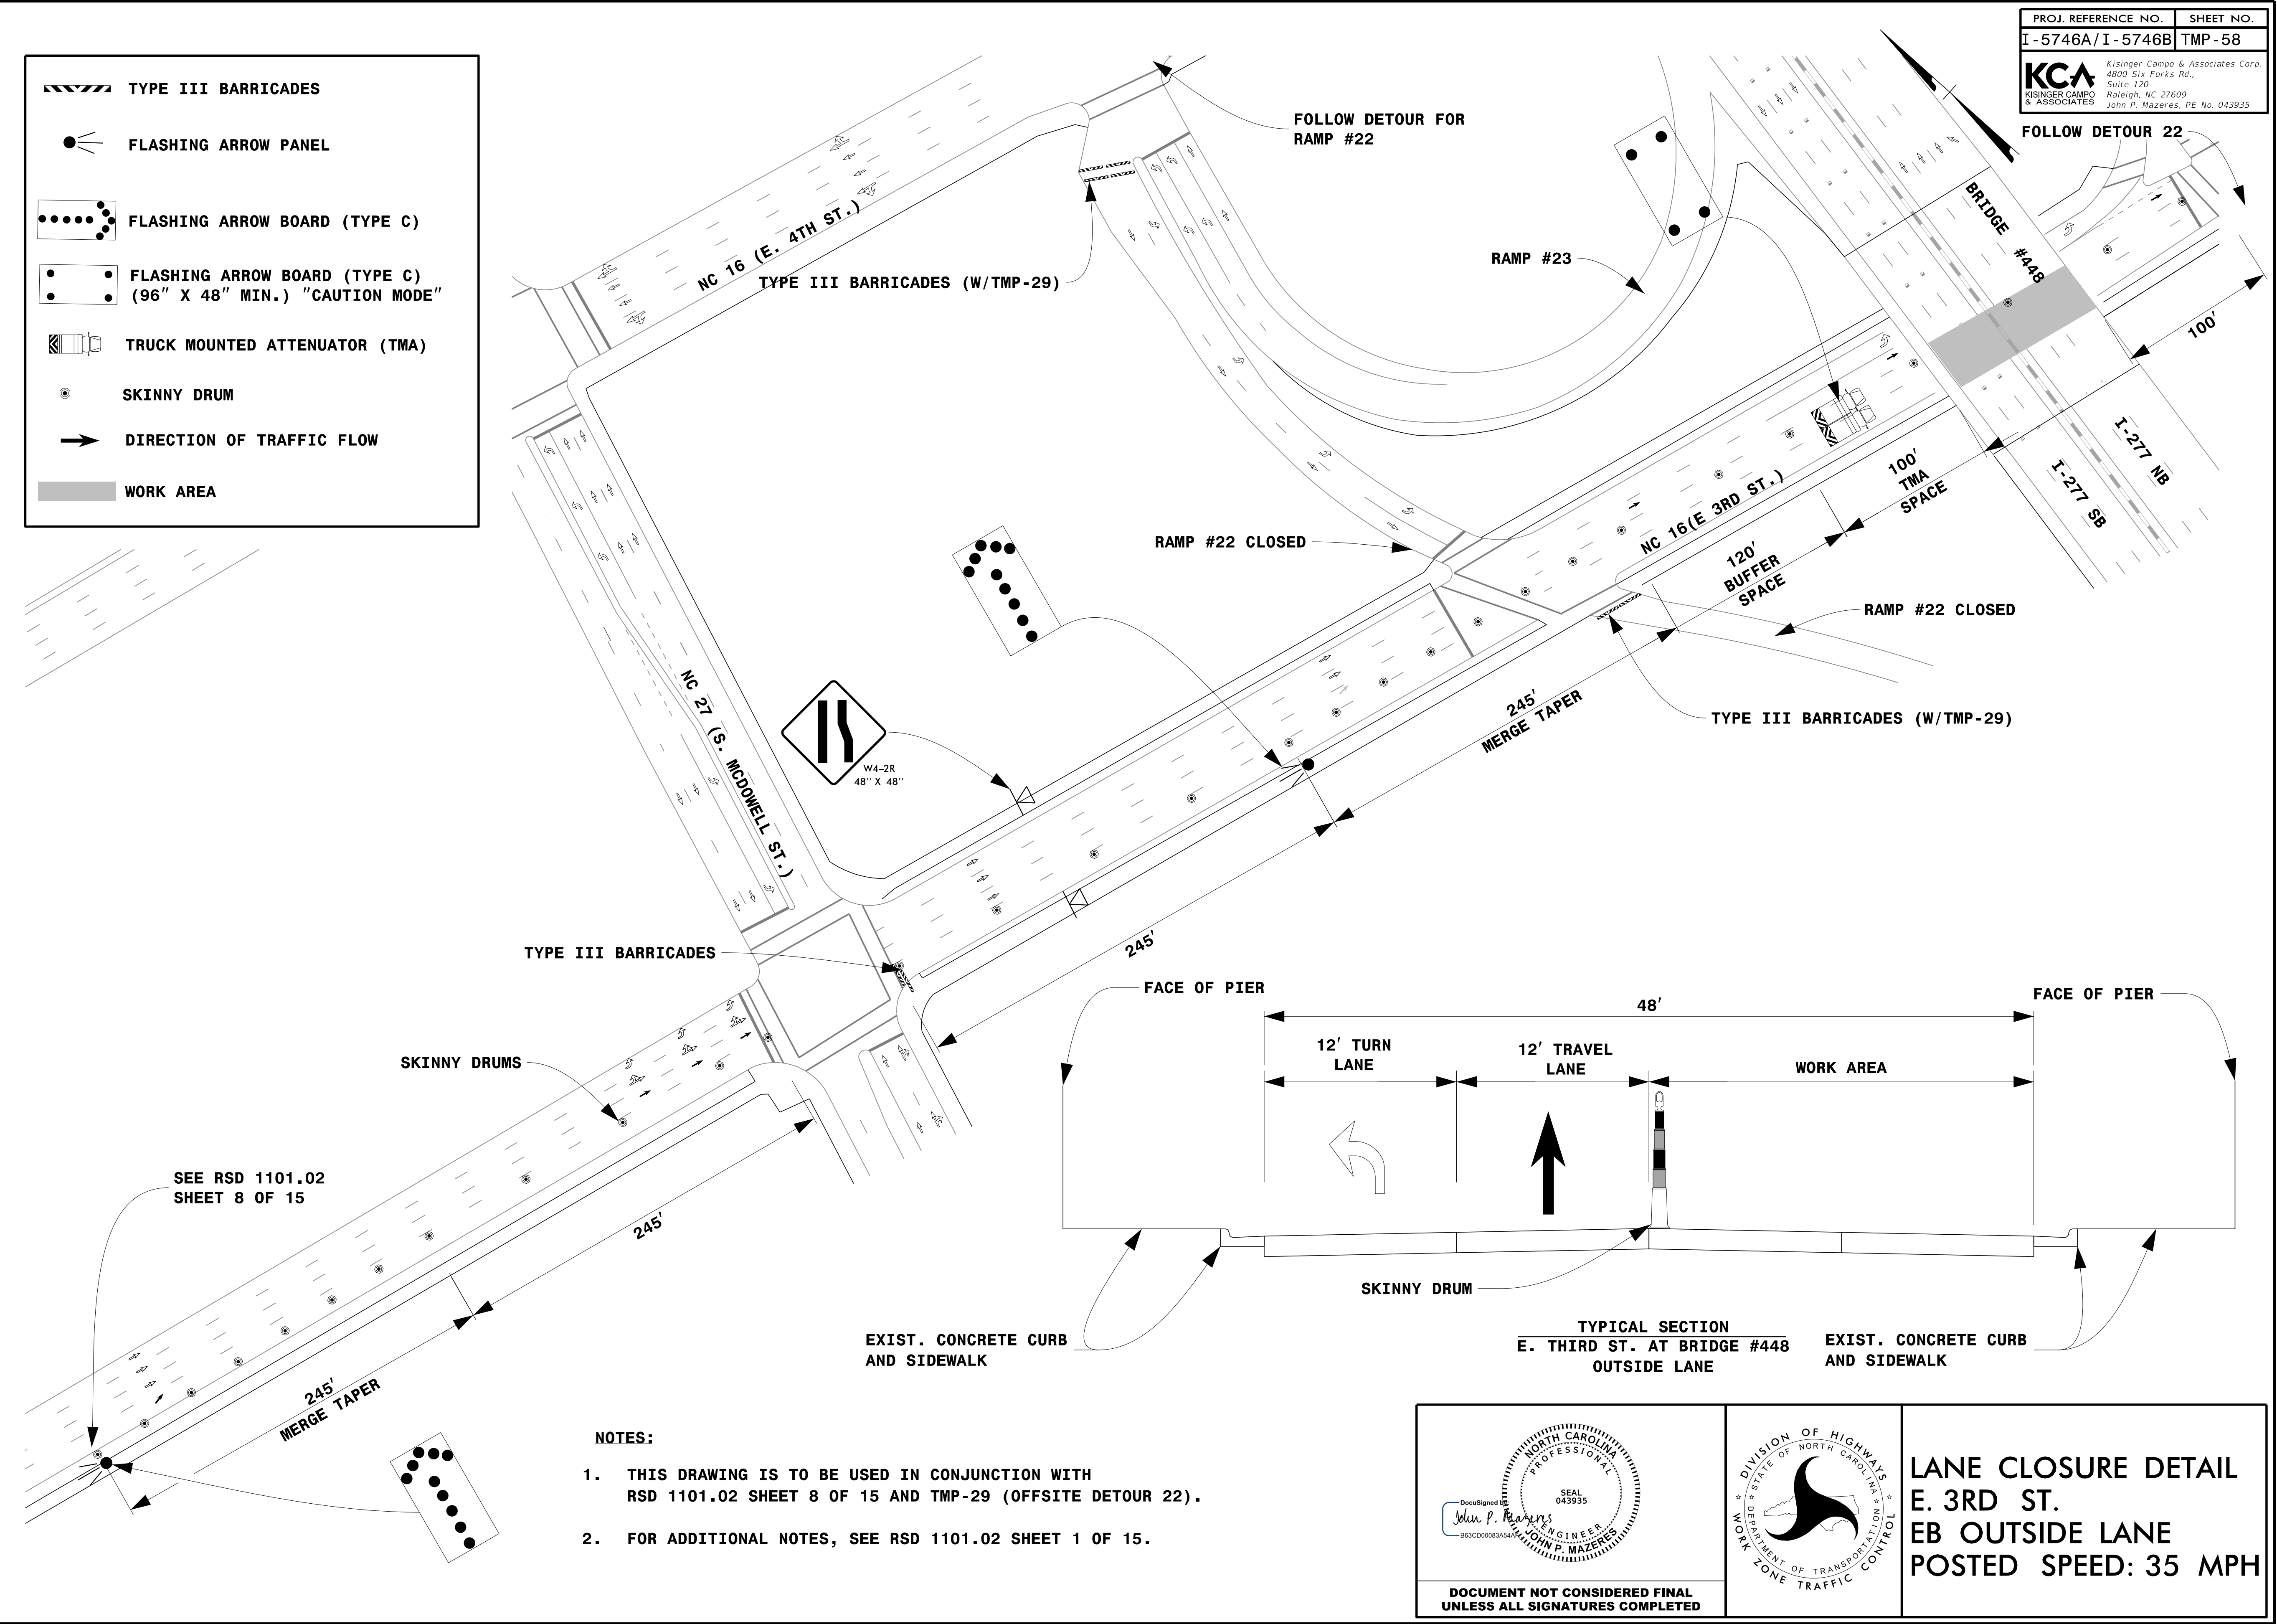 PROJ. REFERENCE NO.
SHEET NO.
I-5746A/I-5746B
TMP-58
KCA
KISINGER CAMPO
& ASSOCIATES
Kisinger Campo & Associates Corp.
4800 Six Forks Rd.,
Suite 120
Raleigh, NC 27609
John P. Mazeres, PE No. 043935
TYPE III BARRICADES
FLASHING ARROW PANEL
FLASHING ARROW BOARD (TYPE C)
FLASHING ARROW BOARD (TYPE C)
(96" X 48" MIN.) "CAUTION MODE"
TRUCK MOUNTED ATTENUATOR (TMA)
SKINNY DRUM
DIRECTION OF TRAFFIC FLOW
WORK AREA
FOLLOW DETOUR FOR
RAMP #22
FOLLOW DETOUR 22
NC 16 (E. 4TH ST.)
TYPE III BARRICADES (W/TMP-29)
RAMP #23
BRIDGE #448
100'
I-277 NB
I-277 SB
100'
TMA
SPACE
NC 16(E 3RD ST.)
120'
BUFFER
SPACE
RAMP #22 CLOSED
RAMP #22 CLOSED
TYPE III BARRICADES (W/TMP-29)
245'
MERGE TAPER
NC 27 (S. MCDOWELL ST.)
W4-2R
48'' X 48''
245'
TYPE III BARRICADES
SKINNY DRUMS
SEE RSD 1101.02
SHEET 8 OF 15
245'
245'
MERGE TAPER
FACE OF PIER
FACE OF PIER
48'
12' TURN
LANE
12' TRAVEL
LANE
WORK AREA
SKINNY DRUM
EXIST. CONCRETE CURB
AND SIDEWALK
EXIST. CONCRETE CURB
AND SIDEWALK
TYPICAL SECTION
E. THIRD ST. AT BRIDGE #448
OUTSIDE LANE
NOTES:
1. THIS DRAWING IS TO BE USED IN CONJUNCTION WITH
RSD 1101.02 SHEET 8 OF 15 AND TMP-29 (OFFSITE DETOUR 22).
2. FOR ADDITIONAL NOTES, SEE RSD 1101.02 SHEET 1 OF 15.
NORTH CAROLINA
PROFESSIONAL
SEAL
043935
ENGINEER
JOHN P. MAZERES
DocuSigned by
John P. Mazeres
DOCUMENT NOT CONSIDERED FINAL
UNLESS ALL SIGNATURES COMPLETED
DIVISION OF HIGHWAYS
STATE OF NORTH CAROLINA
DEPARTMENT OF TRANSPORTATION
WORK ZONE TRAFFIC CONTROL
LANE CLOSURE DETAIL
E. 3RD ST.
EB OUTSIDE LANE
POSTED SPEED: 35 MPH